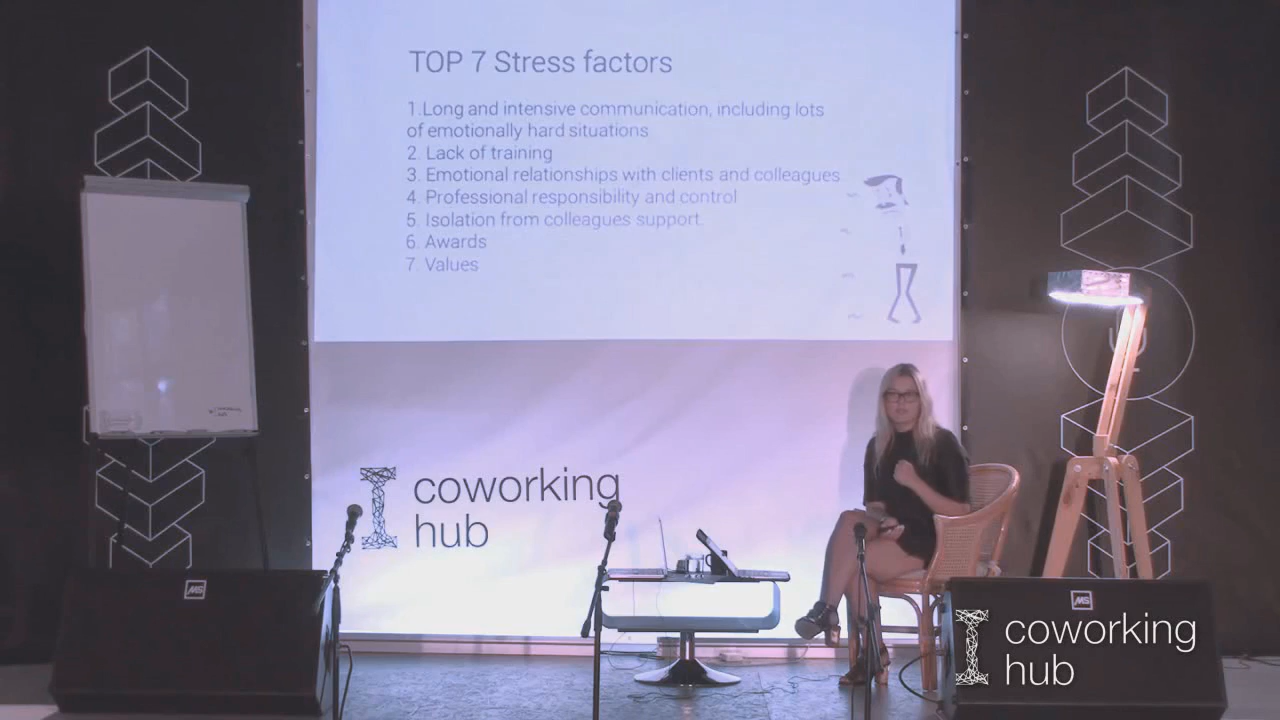 TOP 7 Stress factors
1.Long and intensive communication, including lots
of emotionally hard situations
2. Lack of training
3. Emotional relationships with clients and colleagues
4. Professional responsibility and control
5. Isolation from colleagues support.
6. Awards
7. Values
coworking
hub
MS
MS
coworking
hub